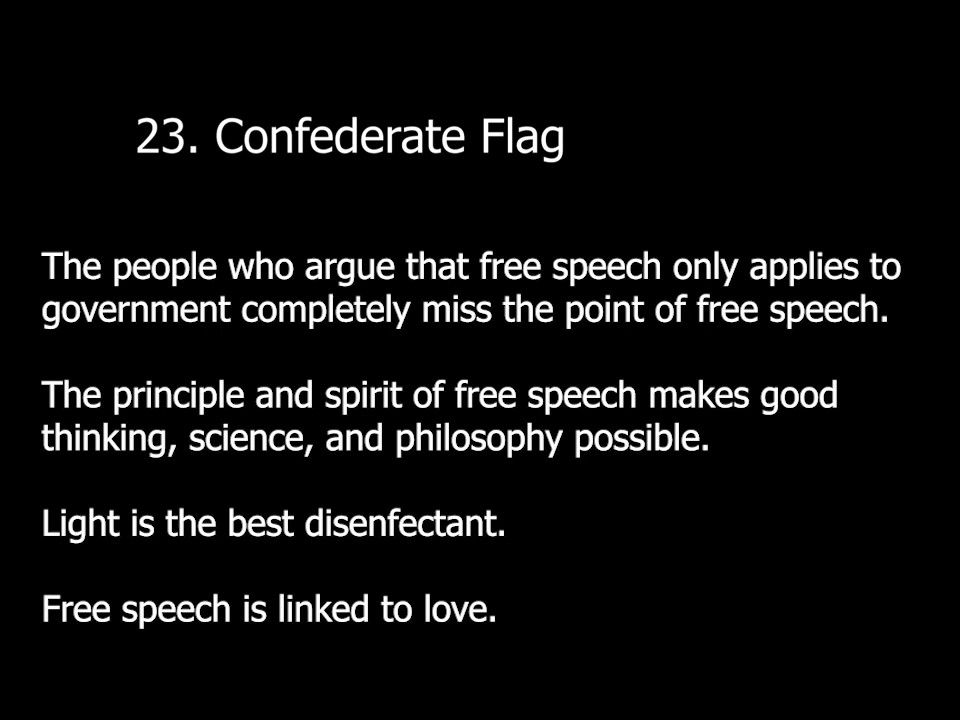 23. Confederate Flag
The people who argue that free speech only applies to
government completely miss the point of free speech.
The principle and spirit of free speech makes good
thinking, science, and philosophy possible.
Light is the best disenfectant.
Free speech is linked to love.